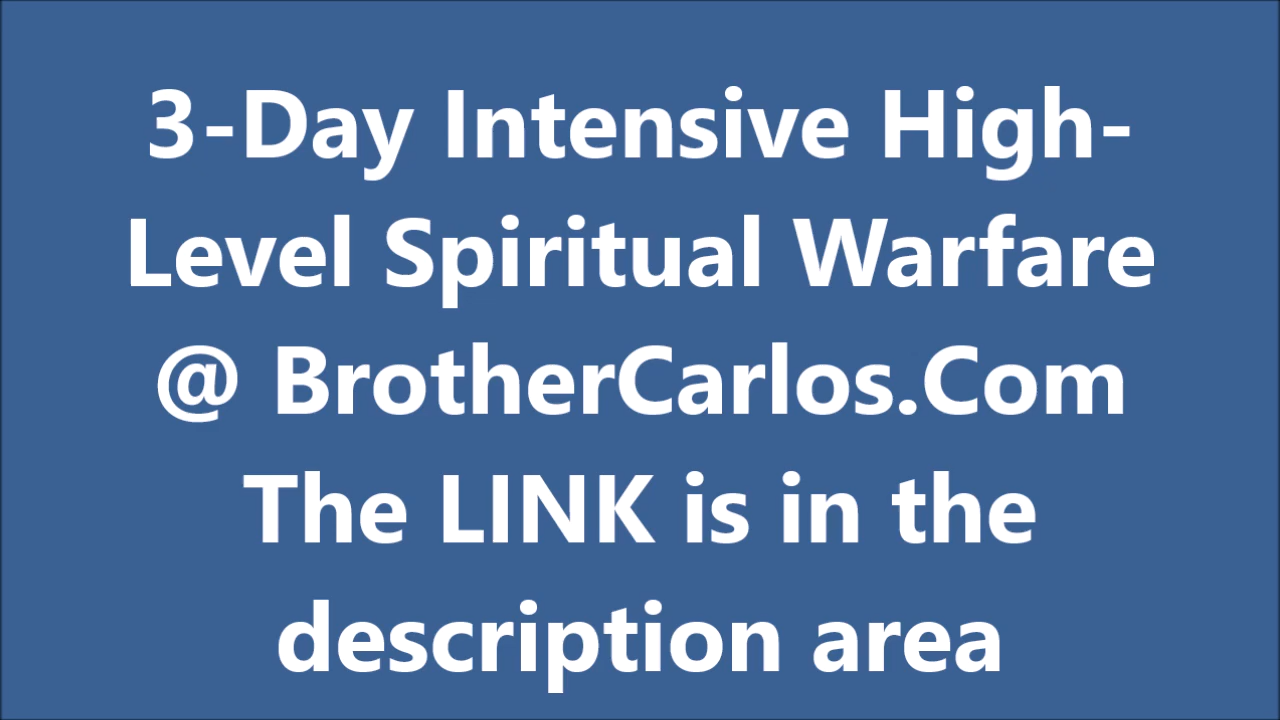 3-Day Intensive High-
Level Spiritual Warfare
@ BrotherCarlos.Com
The LINK is in the
description area